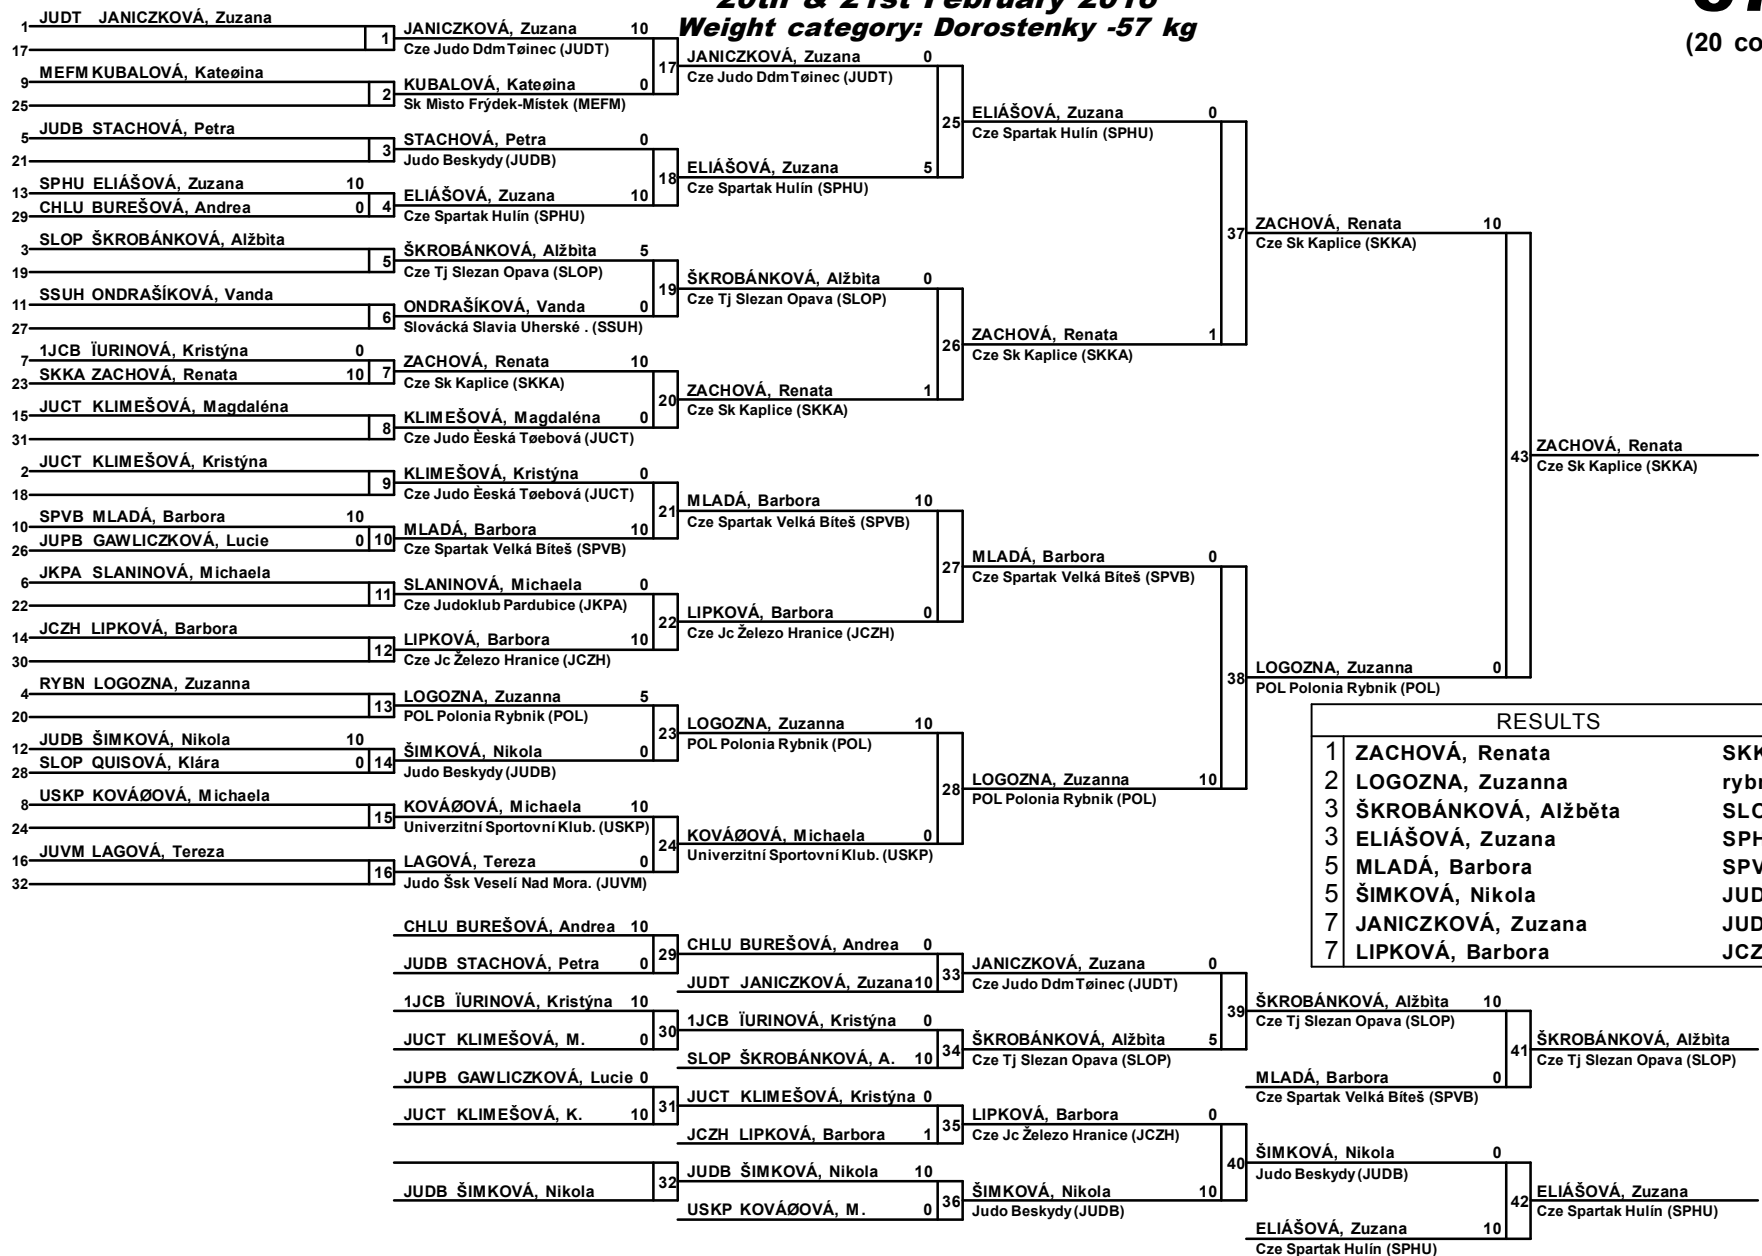 20th & 21st February 2016
Weight category: Dorostenky -57 kg
(20 co
1 JUDT JANICZKOVÁ, Zuzana
17
1
9 MEFM KUBALOVÁ, Kateøina
25
2
5 JUDB STACHOVÁ, Petra
21
3
13 SPHU ELIÁŠOVÁ, Zuzana 10
29 CHLU BUREŠOVÁ, Andrea 0
4
3 SLOP ŠKROBÁNKOVÁ, Alžbìta
19
5
11 SSUH ONDRAŠÍKOVÁ, Vanda
27
6
7 1JCB ÏURINOVÁ, Kristýna 0
23 SKKA ZACHOVÁ, Renata 10
7
15 JUCT KLIMEŠOVÁ, Magdaléna
31
8
2 JUCT KLIMEŠOVÁ, Kristýna
18
9
10 SPVB MLADÁ, Barbora 10
26 JUPB GAWLICZKOVÁ, Lucie 0
10
6 JKPA SLANINOVÁ, Michaela
22
11
14 JCZH LIPKOVÁ, Barbora
30
12
4 RYBN LOGOZNA, Zuzanna
20
13
12 JUDB ŠIMKOVÁ, Nikola 10
28 SLOP QUISOVÁ, Klára 0
14
8 USKP KOVÁØOVÁ, Michaela
24
15
16 JUVM LAGOVÁ, Tereza
32
16
JANICZKOVÁ, Zuzana 10
Cze Judo Ddm Tøinec (JUDT)
17
KUBALOVÁ, Kateøina 0
Sk Místo Frýdek-Místek (MEFM)
STACHOVÁ, Petra 0
Judo Beskydy (JUDB)
18
ELIÁŠOVÁ, Zuzana 10
Cze Spartak Hulín (SPHU)
ŠKROBÁNKOVÁ, Alžbìta 5
Cze Tj Slezan Opava (SLOP)
19
ONDRAŠÍKOVÁ, Vanda 0
Slovácká Slavia Uherské . (SSUH)
ZACHOVÁ, Renata 10
Cze Sk Kaplice (SKKA)
20
KLIMEŠOVÁ, Magdaléna 0
Cze Judo Èeská Tøebová (JUCT)
KLIMEŠOVÁ, Kristýna 0
Cze Judo Èeská Tøebová (JUCT)
21
MLADÁ, Barbora 10
Cze Spartak Velká Bíteš (SPVB)
SLANINOVÁ, Michaela 0
Cze Judoklub Pardubice (JKPA)
22
LIPKOVÁ, Barbora 10
Cze Jc Železo Hranice (JCZH)
LOGOZNA, Zuzanna 5
POL Polonia Rybnik (POL)
23
ŠIMKOVÁ, Nikola 0
Judo Beskydy (JUDB)
KOVÁØOVÁ, Michaela 10
Univerzitní Sportovní Klub. (USKP)
24
LAGOVÁ, Tereza 0
Judo Šsk Veselí Nad Mora. (JUVM)
JANICZKOVÁ, Zuzana 0
Cze Judo Ddm Tøinec (JUDT)
25
ELIÁŠOVÁ, Zuzana 5
Cze Spartak Hulín (SPHU)
ŠKROBÁNKOVÁ, Alžbìta 0
Cze Tj Slezan Opava (SLOP)
26
ZACHOVÁ, Renata 1
Cze Sk Kaplice (SKKA)
MLADÁ, Barbora 10
Cze Spartak Velká Bíteš (SPVB)
27
LIPKOVÁ, Barbora 0
Cze Jc Železo Hranice (JCZH)
LOGOZNA, Zuzanna 10
POL Polonia Rybnik (POL)
28
KOVÁØOVÁ, Michaela 0
Univerzitní Sportovní Klub. (USKP)
ELIÁŠOVÁ, Zuzana 0
Cze Spartak Hulín (SPHU)
37
ZACHOVÁ, Renata 1
Cze Sk Kaplice (SKKA)
MLADÁ, Barbora 0
Cze Spartak Velká Bíteš (SPVB)
38
LOGOZNA, Zuzanna 10
POL Polonia Rybnik (POL)
ZACHOVÁ, Renata 10
Cze Sk Kaplice (SKKA)
43
LOGOZNA, Zuzanna 0
POL Polonia Rybnik (POL)
ZACHOVÁ, Renata
Cze Sk Kaplice (SKKA)
RESULTS
1 ZACHOVÁ, Renata SKK
2 LOGOZNA, Zuzanna rybn
3 ŠKROBÁNKOVÁ, Alžběta SLO
3 ELIÁŠOVÁ, Zuzana SPH
5 MLADÁ, Barbora SPV
5 ŠIMKOVÁ, Nikola JUD
7 JANICZKOVÁ, Zuzana JUD
7 LIPKOVÁ, Barbora JCZ
CHLU BUREŠOVÁ, Andrea 10
29
JUDB STACHOVÁ, Petra 0
1JCB ÏURINOVÁ, Kristýna 10
30
JUCT KLIMEŠOVÁ, M. 0
JUPB GAWLICZKOVÁ, Lucie 0
31
JUCT KLIMEŠOVÁ, K. 10
32
JUDB ŠIMKOVÁ, Nikola
CHLU BUREŠOVÁ, Andrea 0
33
JUDT JANICZKOVÁ, Zuzana 10
1JCB ÏURINOVÁ, Kristýna 0
34
SLOP ŠKROBÁNKOVÁ, A. 10
JUCT KLIMEŠOVÁ, Kristýna 0
35
JCZH LIPKOVÁ, Barbora 1
JUDB ŠIMKOVÁ, Nikola 10
36
USKP KOVÁØOVÁ, M. 0
JANICZKOVÁ, Zuzana 0
Cze Judo Ddm Tøinec (JUDT)
39
ŠKROBÁNKOVÁ, Alžbìta 5
Cze Tj Slezan Opava (SLOP)
LIPKOVÁ, Barbora 0
Cze Jc Železo Hranice (JCZH)
40
ŠIMKOVÁ, Nikola 10
Judo Beskydy (JUDB)
ŠKROBÁNKOVÁ, Alžbìta 10
Cze Tj Slezan Opava (SLOP)
41
MLADÁ, Barbora 0
Cze Spartak Velká Bíteš (SPVB)
ŠIMKOVÁ, Nikola 0
Judo Beskydy (JUDB)
42
ELIÁŠOVÁ, Zuzana 10
Cze Spartak Hulín (SPHU)
ŠKROBÁNKOVÁ, Alžbìta
Cze Tj Slezan Opava (SLOP)
ELIÁŠOVÁ, Zuzana
Cze Spartak Hulín (SPHU)